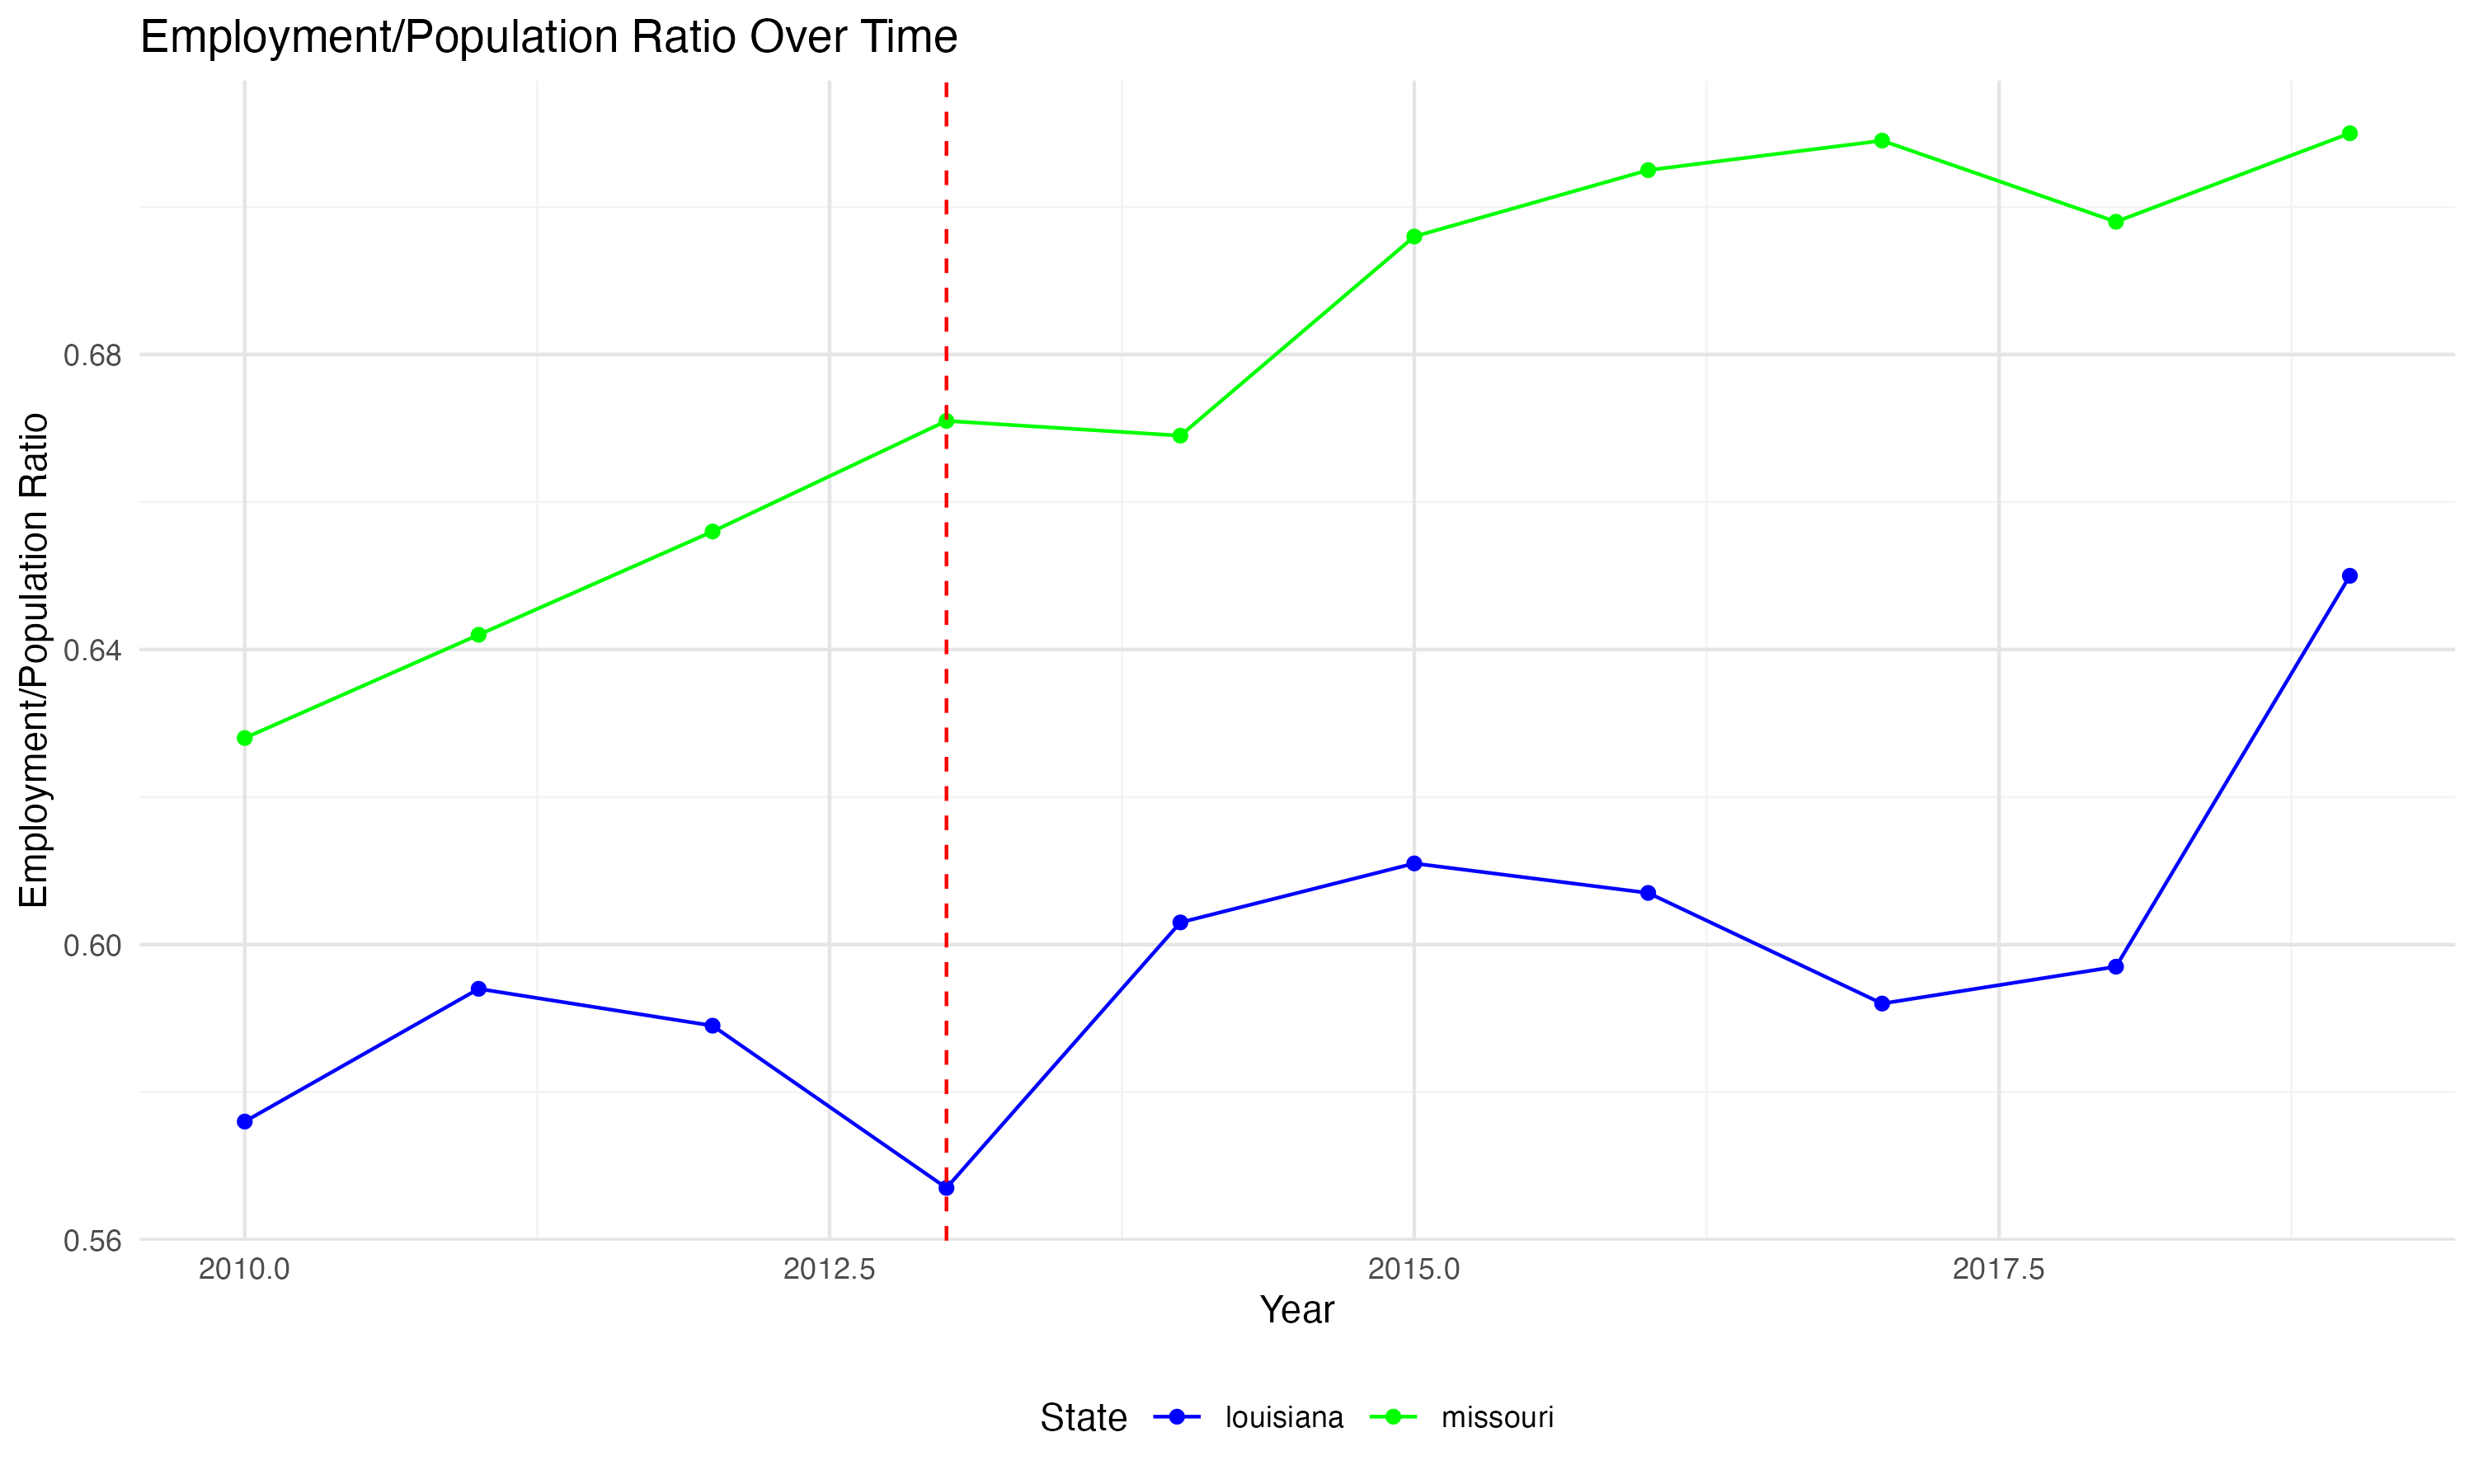 Employment/Population Ratio Over Time
Employment/Population Ratio
0.68
0.64
0.60
0.56
2010.0 2012.5 2015.0 2017.5
Year
State louisiana missouri